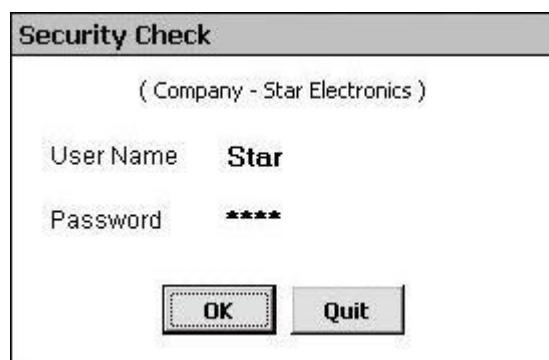 Security Check
( Company - Star Electronics )
User Name Star
Password ****
OK Quit